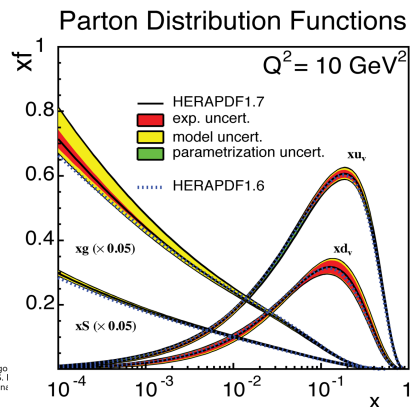 Parton Distribution Functions
xf
1
Q² = 10 GeV²
0.8
HERAPDF1.7
exp. uncert.
model uncert.
parametrization uncert.
HERAPDF1.6
xuᵥ
0.6
0.4
xg (× 0.05)
xdᵥ
0.2
xS (× 0.05)
10⁻⁴ 10⁻³ 10⁻² 10⁻¹ 1
x